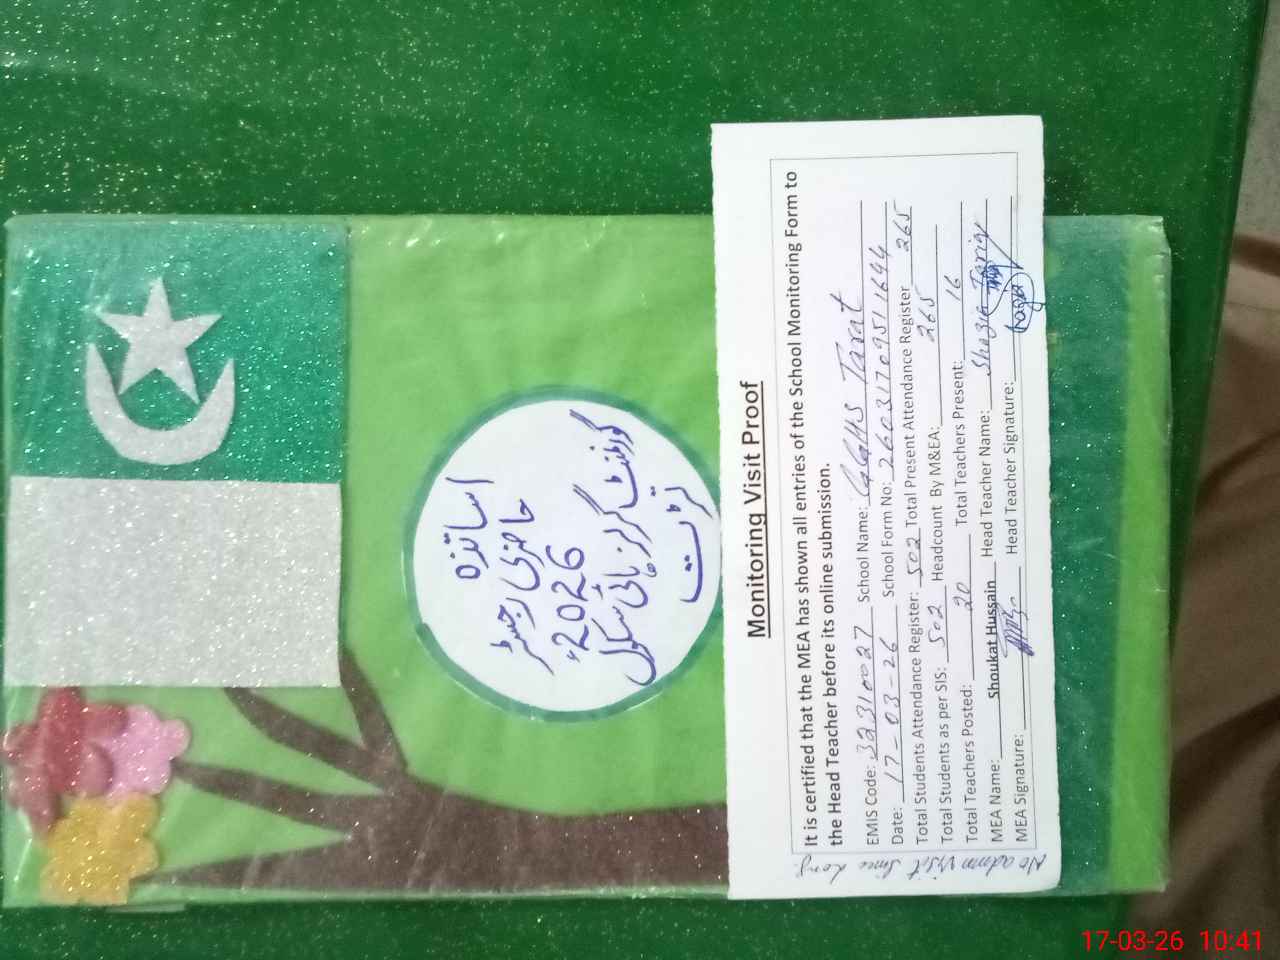 اساتذہ
حاضری رجسٹر
2026ء
گورنمنٹ گرلز ہائی سکول
تریٹ
Monitoring Visit Proof
It is certified that the MEA has shown all entries of the School Monitoring Form to
the Head Teacher before its online submission.
EMIS Code: 32310027 School Name: GGHS Tarat
Date: 17-03-26 School Form No: 26031709511644
Total Students Attendance Register: 502 Total Present Attendance Register 265
Total Students as per SIS: 502 Headcount By M&EA: 265
Total Teachers Posted: 20 Total Teachers Present: 16
MEA Name: Shoukat Hussain Head Teacher Name: Shazia Tariq
MEA Signature: Head Teacher Signature:
No admn visit Since Long.
17-03-26 10:41